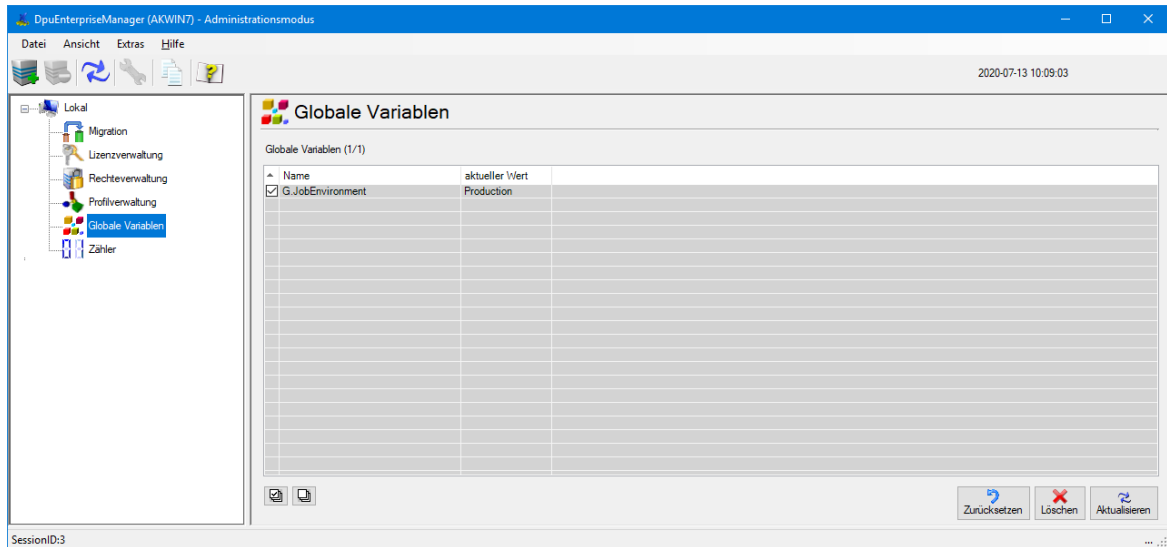 DpuEnterpriseManager (AKWIN7) - Administrationsmodus
Datei Ansicht Extras Hilfe
2020-07-13 10:09:03
Lokal
Migration
Lizenzverwaltung
Rechteverwaltung
Profilverwaltung
Globale Variablen
Zähler
Globale Variablen
Globale Variablen (1/1)
Name aktueller Wert
G.JobEnvironment Production
Zurücksetzen Löschen Aktualisieren
SessionID:3 ...